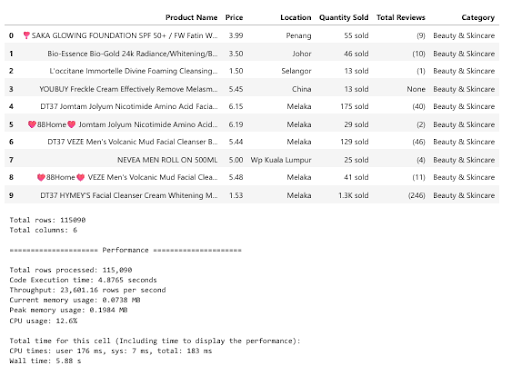 Product Name Price Location Quantity Sold Total Reviews Category
0 ❣️SAKA GLOWING FOUNDATION SPF 50+ / FW Fatin W... 3.99 Penang 55 sold (9) Beauty & Skincare
1 Bio-Essence Bio-Gold 24k Radiance/Whitening/B... 3.50 Johor 46 sold (10) Beauty & Skincare
2 L'occitane Immortelle Divine Foaming Cleansing... 1.50 Selangor 13 sold (1) Beauty & Skincare
3 YOUBUY Freckle Cream Effectively Remove Melasm... 5.45 China 13 sold None Beauty & Skincare
4 DT37 Jomtam Jolyum Nicotimide Amino Acid Facia... 6.15 Melaka 175 sold (40) Beauty & Skincare
5 💗88Home💗 Jomtam Jolyum Nicotimide Amino Acid... 6.19 Melaka 29 sold (2) Beauty & Skincare
6 DT37 VEZE Men's Volcanic Mud Facial Cleanser B... 5.44 Melaka 129 sold (46) Beauty & Skincare
7 NEVEA MEN ROLL ON 500ML 5.00 Wp Kuala Lumpur 25 sold (4) Beauty & Skincare
8 💗88Home💗 VEZE Men's Volcanic Mud Facial Clea... 5.48 Melaka 41 sold (11) Beauty & Skincare
9 DT37 HYMEY'S Facial Cleanser Cream Whitening M... 1.53 Melaka 1.3K sold (246) Beauty & Skincare
Total rows: 115090
Total columns: 6
===================== Performance =====================
Total rows processed: 115,090
Code Execution time: 4.8765 seconds
Throughput: 23,601.16 rows per second
Current memory usage: 0.0738 MB
Peak memory usage: 0.1984 MB
CPU usage: 12.6%
Total time for this cell (Including time to display the performance):
CPU times: user 176 ms, sys: 7 ms, total: 183 ms
Wall time: 5.88 s